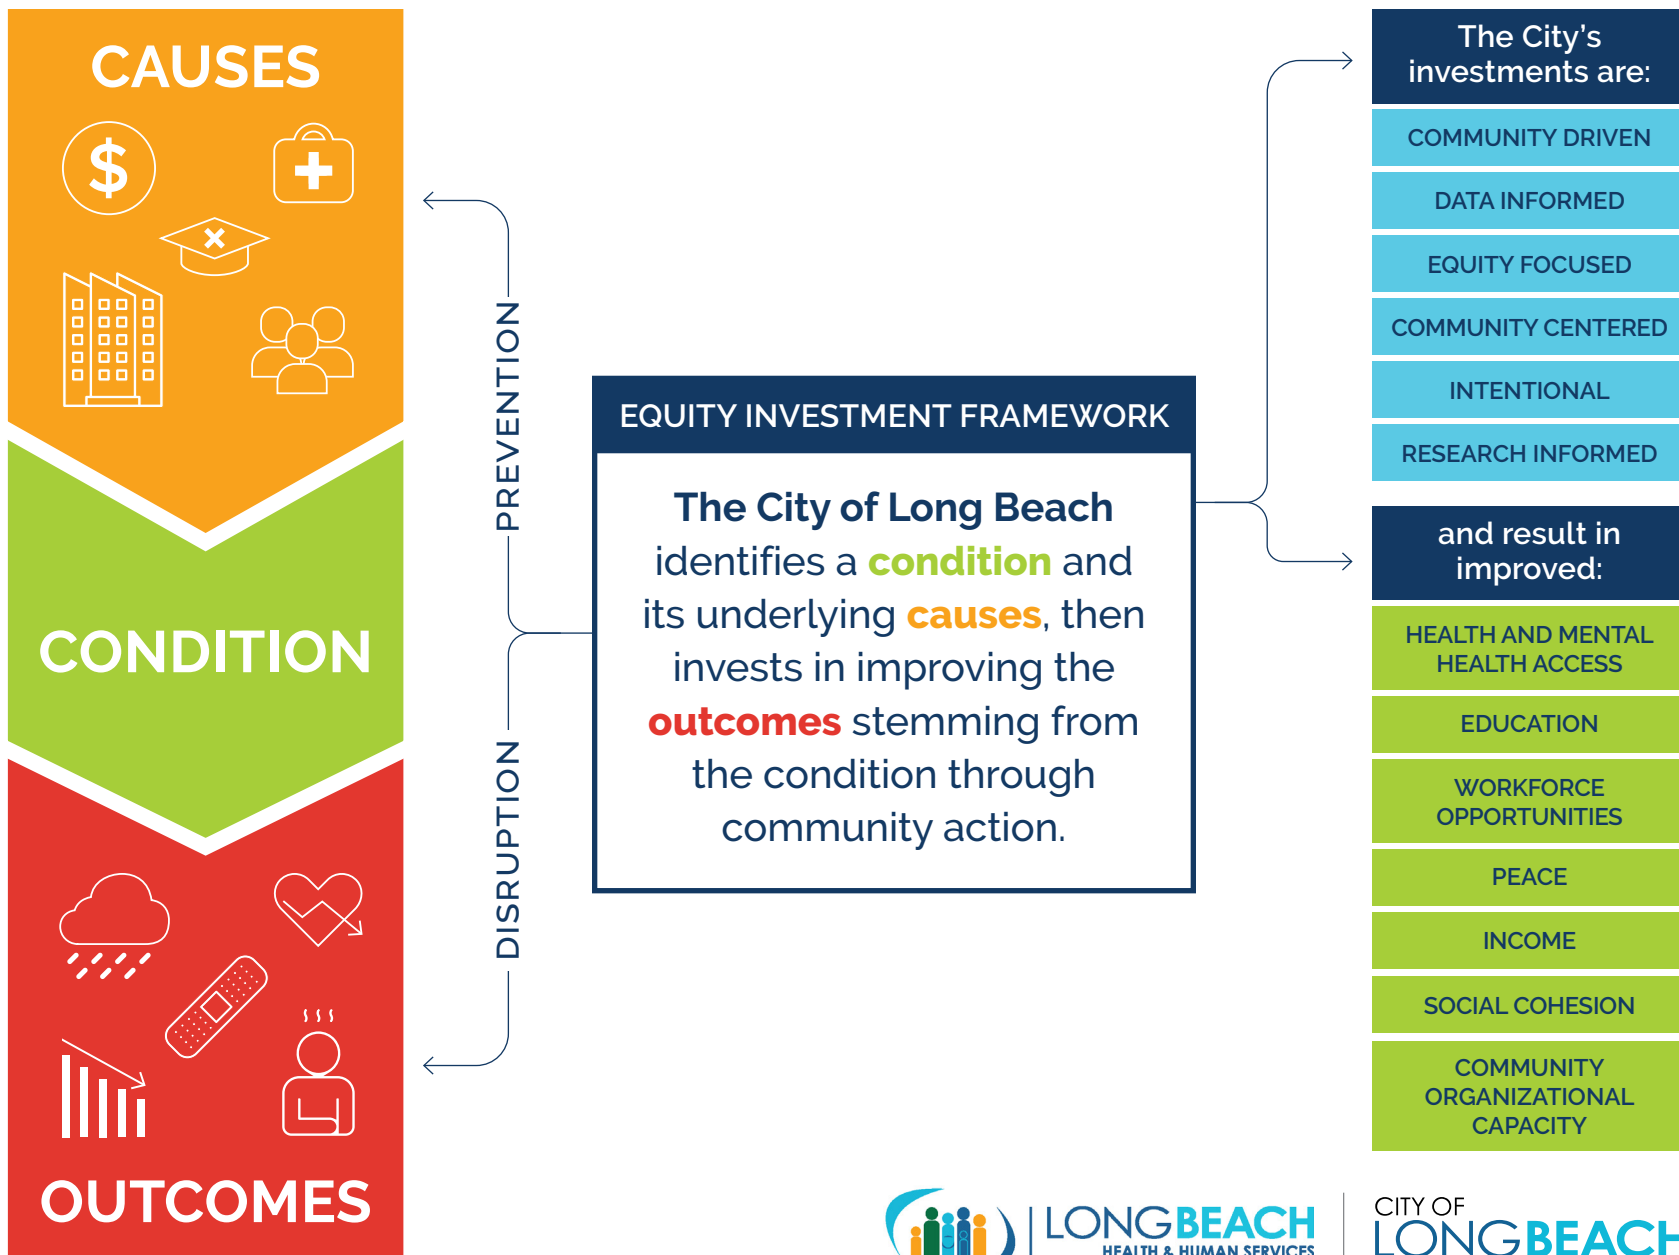 CAUSES
$
CONDITION
OUTCOMES
PREVENTION
DISRUPTION
EQUITY INVESTMENT FRAMEWORK
The City of Long Beach
identifies a condition and
its underlying causes, then
invests in improving the
outcomes stemming from
the condition through
community action.
The City's
investments are:
COMMUNITY DRIVEN
DATA INFORMED
EQUITY FOCUSED
COMMUNITY CENTERED
INTENTIONAL
RESEARCH INFORMED
and result in
improved:
HEALTH AND MENTAL
HEALTH ACCESS
EDUCATION
WORKFORCE
OPPORTUNITIES
PEACE
INCOME
SOCIAL COHESION
COMMUNITY
ORGANIZATIONAL
CAPACITY
LONGBEACH
HEALTH & HUMAN SERVICES
CITY OF
LONGBEACH